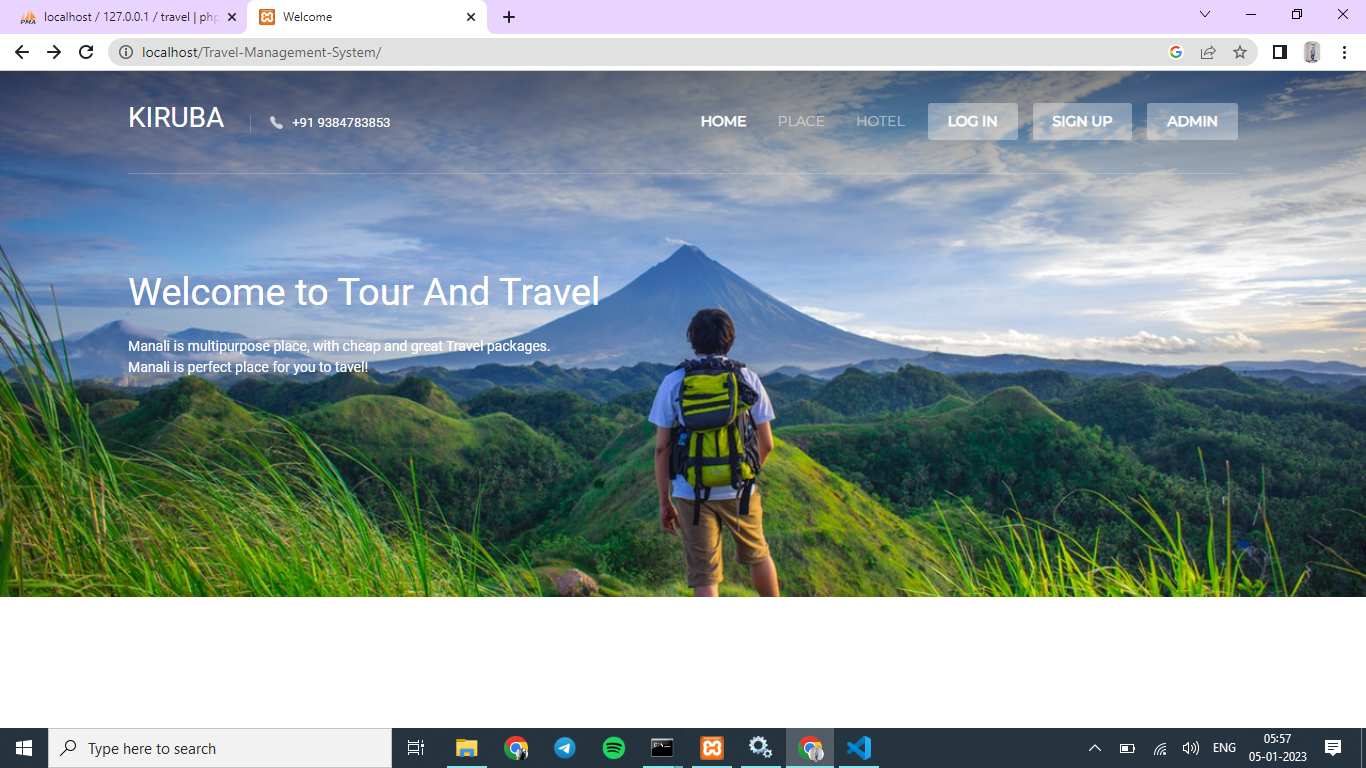 PMA
localhost / 127.0.0.1 / travel | php
Welcome
localhost/Travel-Management-System/
KIRUBA
+91 9384783853
HOME
PLACE
HOTEL
LOG IN
SIGN UP
ADMIN
Welcome to Tour And Travel
Manali is multipurpose place, with cheap and great Travel packages.
Manali is perfect place for you to tavel!
Type here to search
ENG
05:57
05-01-2023